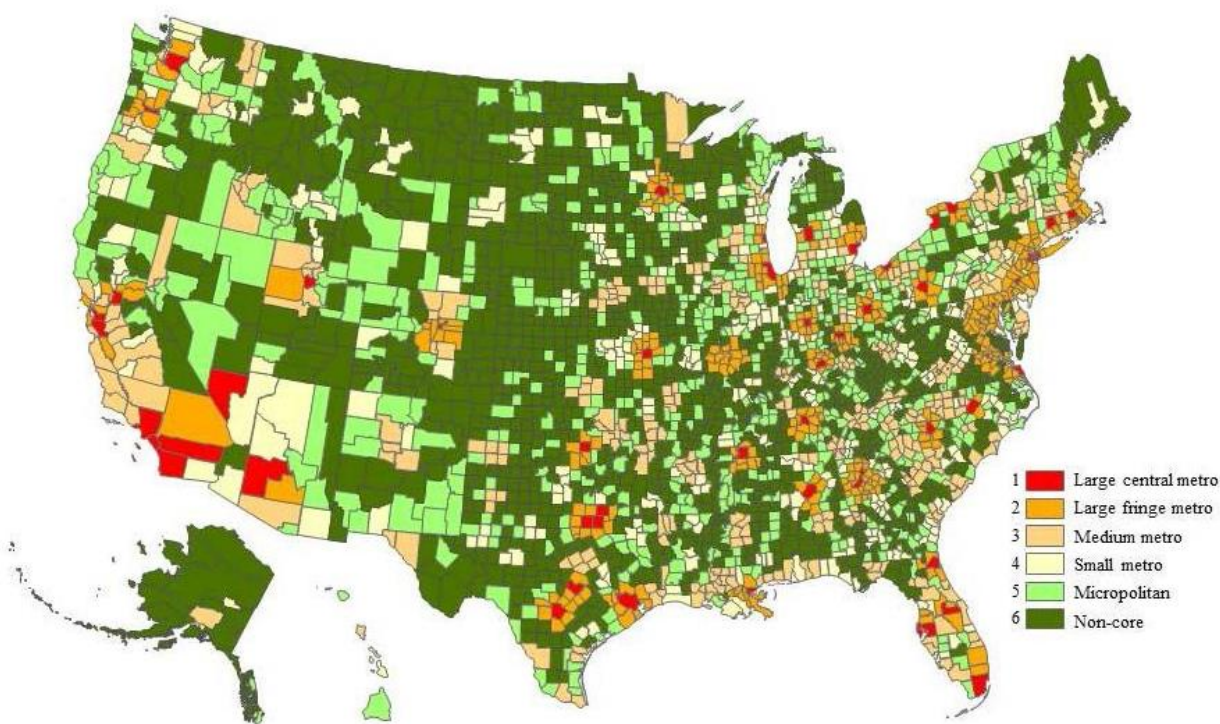 1 Large central metro
2 Large fringe metro
3 Medium metro
4 Small metro
5 Micropolitan
6 Non-core